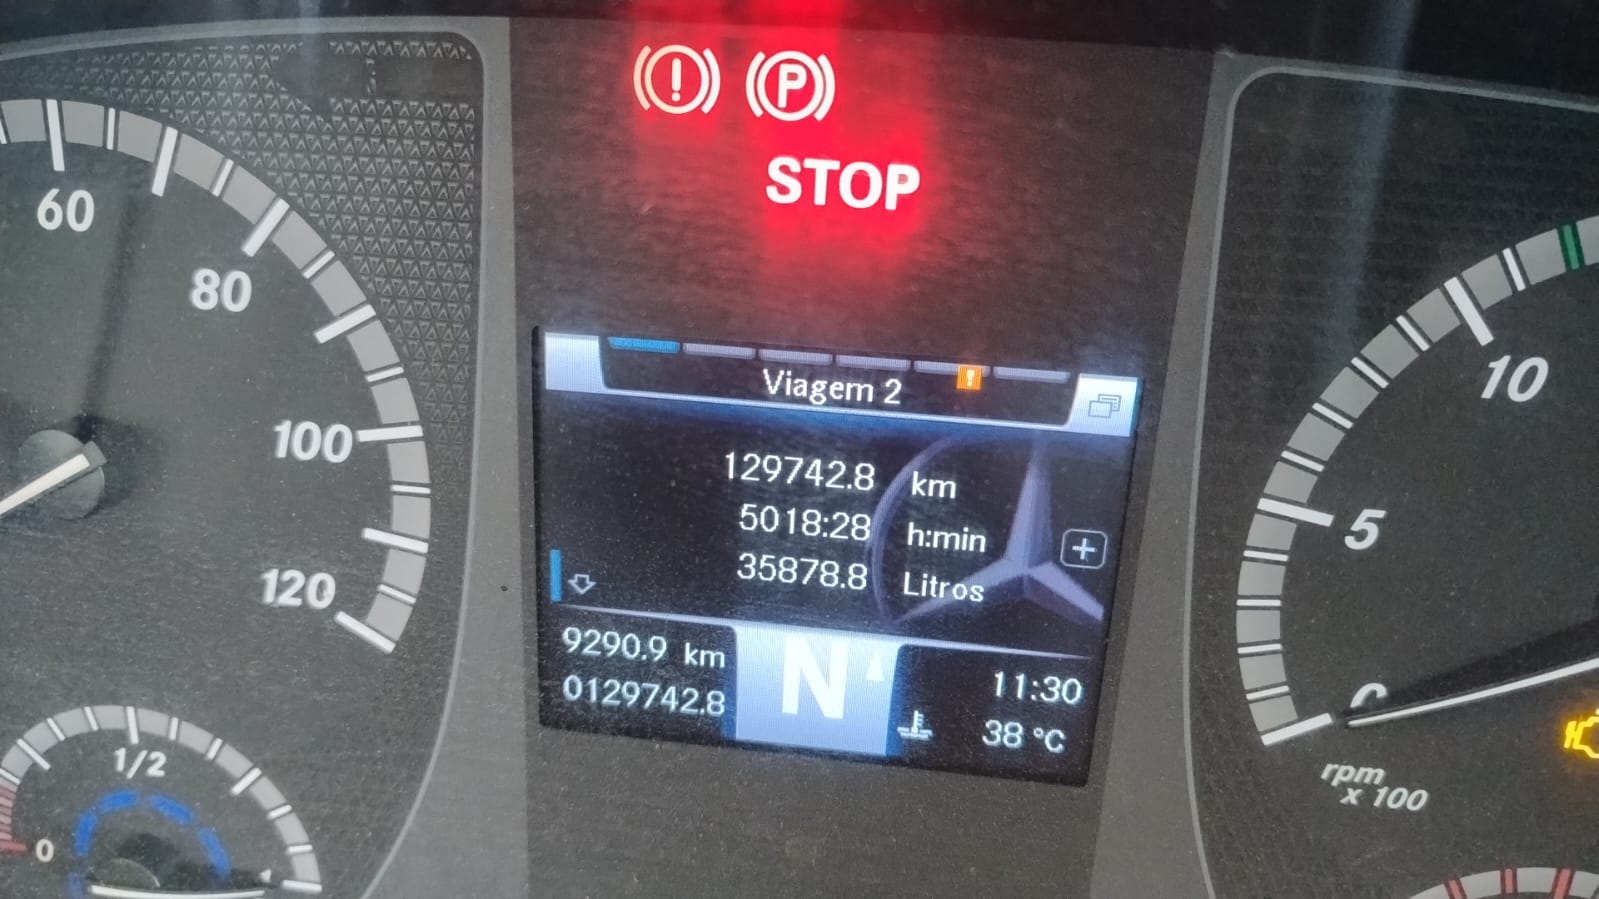 P
STOP
60
80
100
120
Viagem 2
129742.8 km
5018:28 h:min
35878.8 Litros
9290.9 km
0129742.8
N
11:30
38 °C
10
5
rpm
x 100
1/2
0